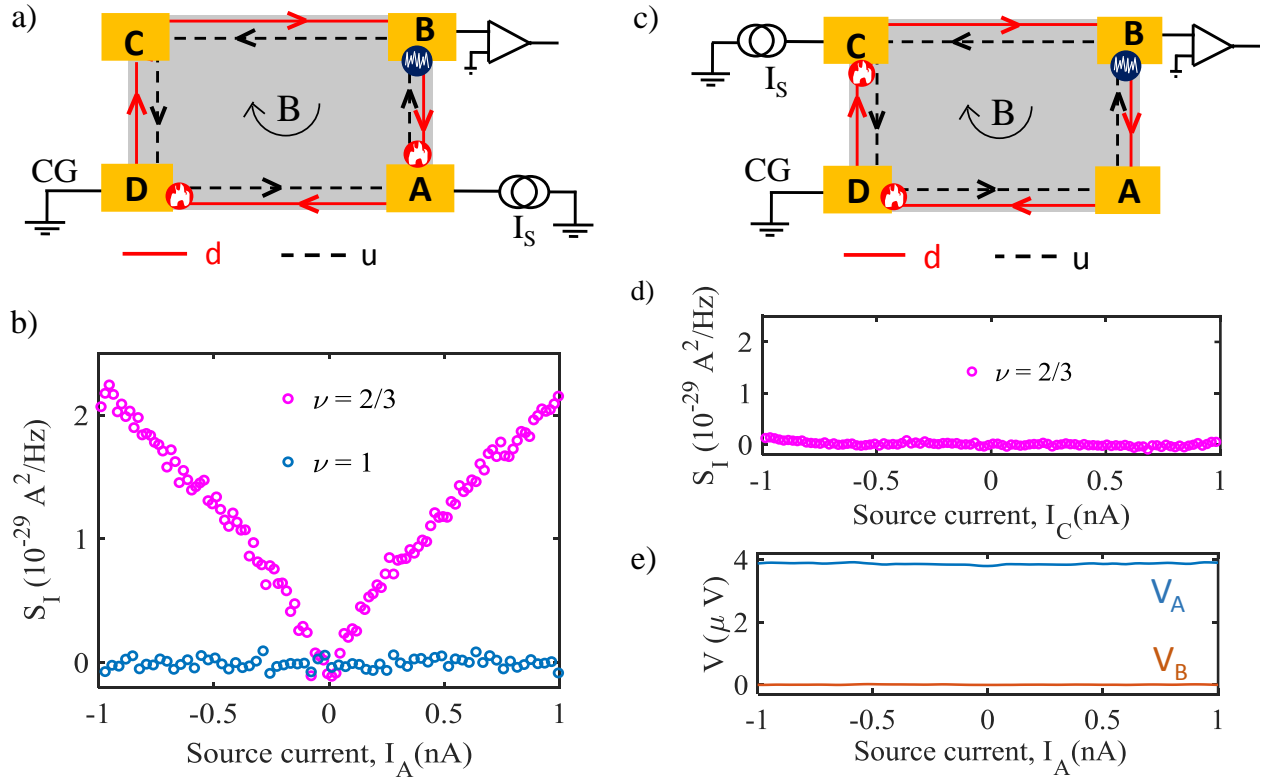 a)
C
B
B
CG
D
A
I_S
d
u
c)
I_S
C
B
B
CG
D
A
d
u
b)
S_I (10^-29 A^2/Hz)
2
1
0
ν = 2/3
ν = 1
-1
-0.5
0
0.5
1
Source current, I_A(nA)
d)
S_I (10^-29 A^2/Hz)
2
1
0
ν = 2/3
-1
-0.5
0
0.5
1
Source current, I_C(nA)
e)
V (μ V)
4
0
V_A
V_B
-1
-0.5
0
0.5
1
Source current, I_A(nA)